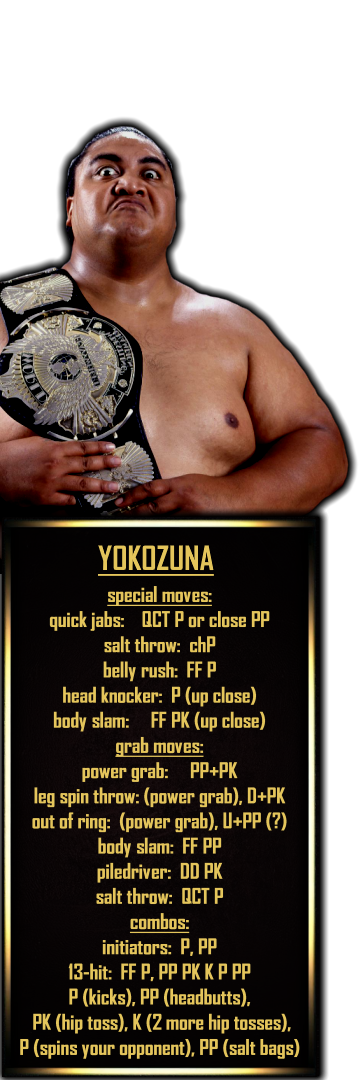 YOKOZUNA
special moves:
quick jabs: QCT P or close PP
salt throw: chP
belly rush: FF P
head knocker: P (up close)
body slam: FF PK (up close)
grab moves:
power grab: PP+PK
leg spin throw: (power grab), D+PK
out of ring: (power grab), U+PP (?)
body slam: FF PP
piledriver: DD PK
salt throw: QCT P
combos:
initiators: P, PP
13-hit: FF P, PP PK K P PP
P (kicks), PP (headbutts),
PK (hip toss), K (2 more hip tosses),
P (spins your opponent), PP (salt bags)